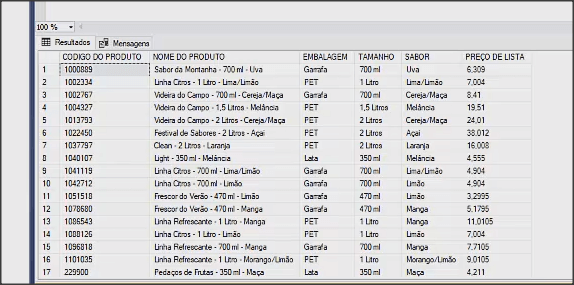 100 %
Resultados Mensagens
CODIGO DO PRODUTO NOME DO PRODUTO EMBALAGEM TAMANHO SABOR PREÇO DE LISTA
1 1000889 Sabor da Montanha - 700 ml - Uva Garrafa 700 ml Uva 6,309
2 1002334 Linha Citros - 1 Litro - Lima/Limão PET 1 Litro Lima/Limão 7,004
3 1002767 Videira do Campo - 700 ml - Cereja/Maça Garrafa 700 ml Cereja/Maça 8,41
4 1004327 Videira do Campo - 1,5 Litros - Melância PET 1,5 Litros Melância 19,51
5 1013793 Videira do Campo - 2 Litros - Cereja/Maça PET 2 Litros Cereja/Maça 24,01
6 1022450 Festival de Sabores - 2 Litros - Açai PET 2 Litros Açai 38,012
7 1037797 Clean - 2 Litros - Laranja PET 2 Litros Laranja 16,008
8 1040107 Light - 350 ml - Melância Lata 350 ml Melância 4,555
9 1041119 Linha Citros - 700 ml - Lima/Limão Garrafa 700 ml Lima/Limão 4,904
10 1042712 Linha Citros - 700 ml - Limão Garrafa 700 ml Limão 4,904
11 1051518 Frescor do Verão - 470 ml - Limão Garrafa 470 ml Limão 3,2995
12 1078680 Frescor do Verão - 470 ml - Manga Garrafa 470 ml Manga 5,1795
13 1086543 Linha Refrescante - 1 Litro - Manga PET 1 Litro Manga 11,0105
14 1088126 Linha Citros - 1 Litro - Limão PET 1 Litro Limão 7,004
15 1096818 Linha Refrescante - 700 ml - Manga Garrafa 700 ml Manga 7,7105
16 1101035 Linha Refrescante - 1 Litro - Morango/Limão PET 1 Litro Morango/Limão 9,0105
17 229900 Pedaços de Frutas - 350 ml - Maça Lata 350 ml Maça 4,211